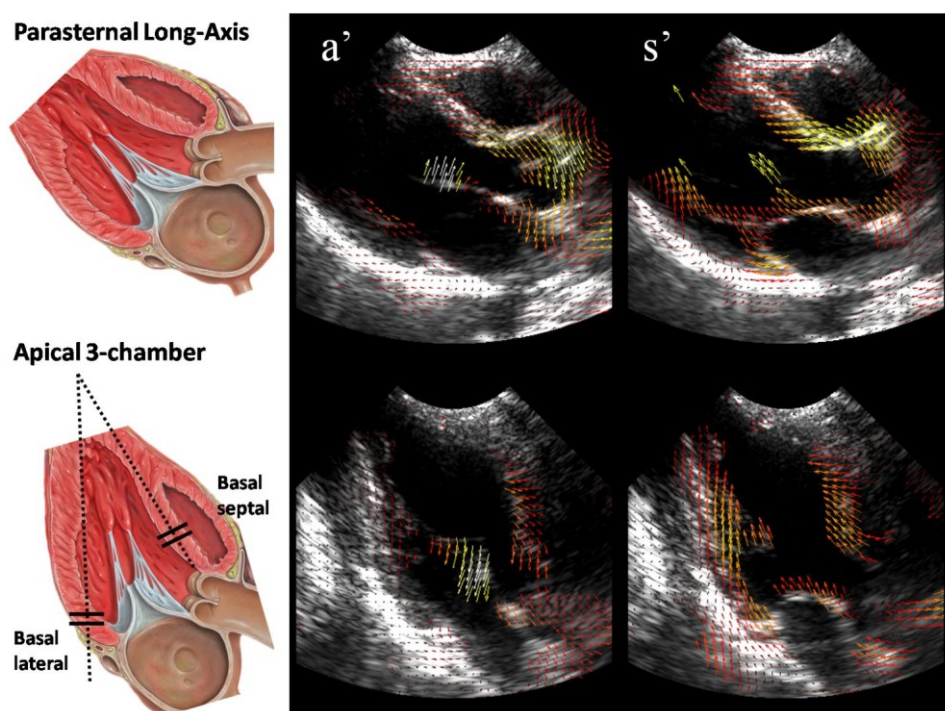 Parasternal Long-Axis
a’
s’
Apical 3-chamber
Basal
septal
Basal
lateral